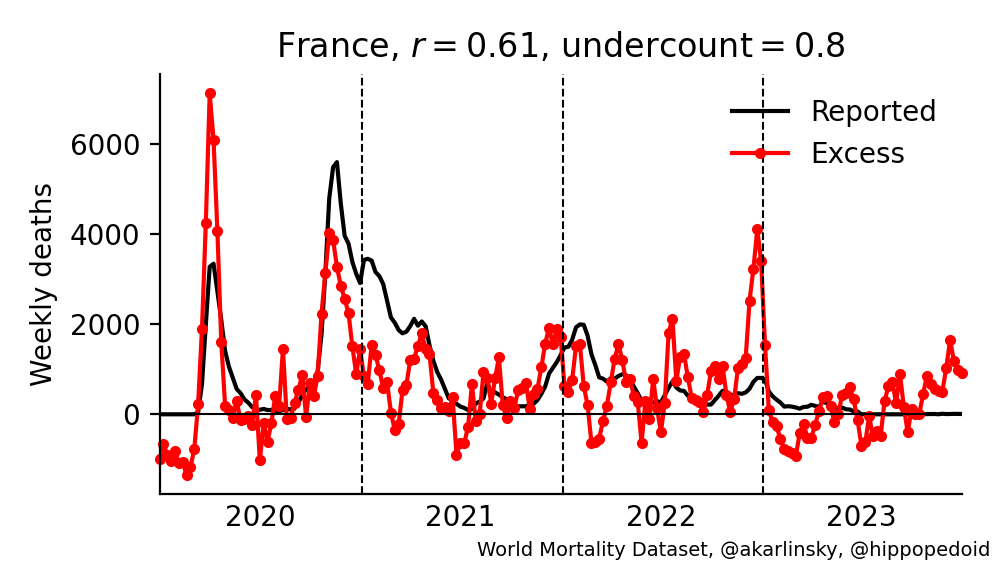 France, r = 0.61, undercount = 0.8
Reported
Excess
Weekly deaths
6000
4000
2000
0
2020 2021 2022 2023
World Mortality Dataset, @akarlinsky, @hippopedoid